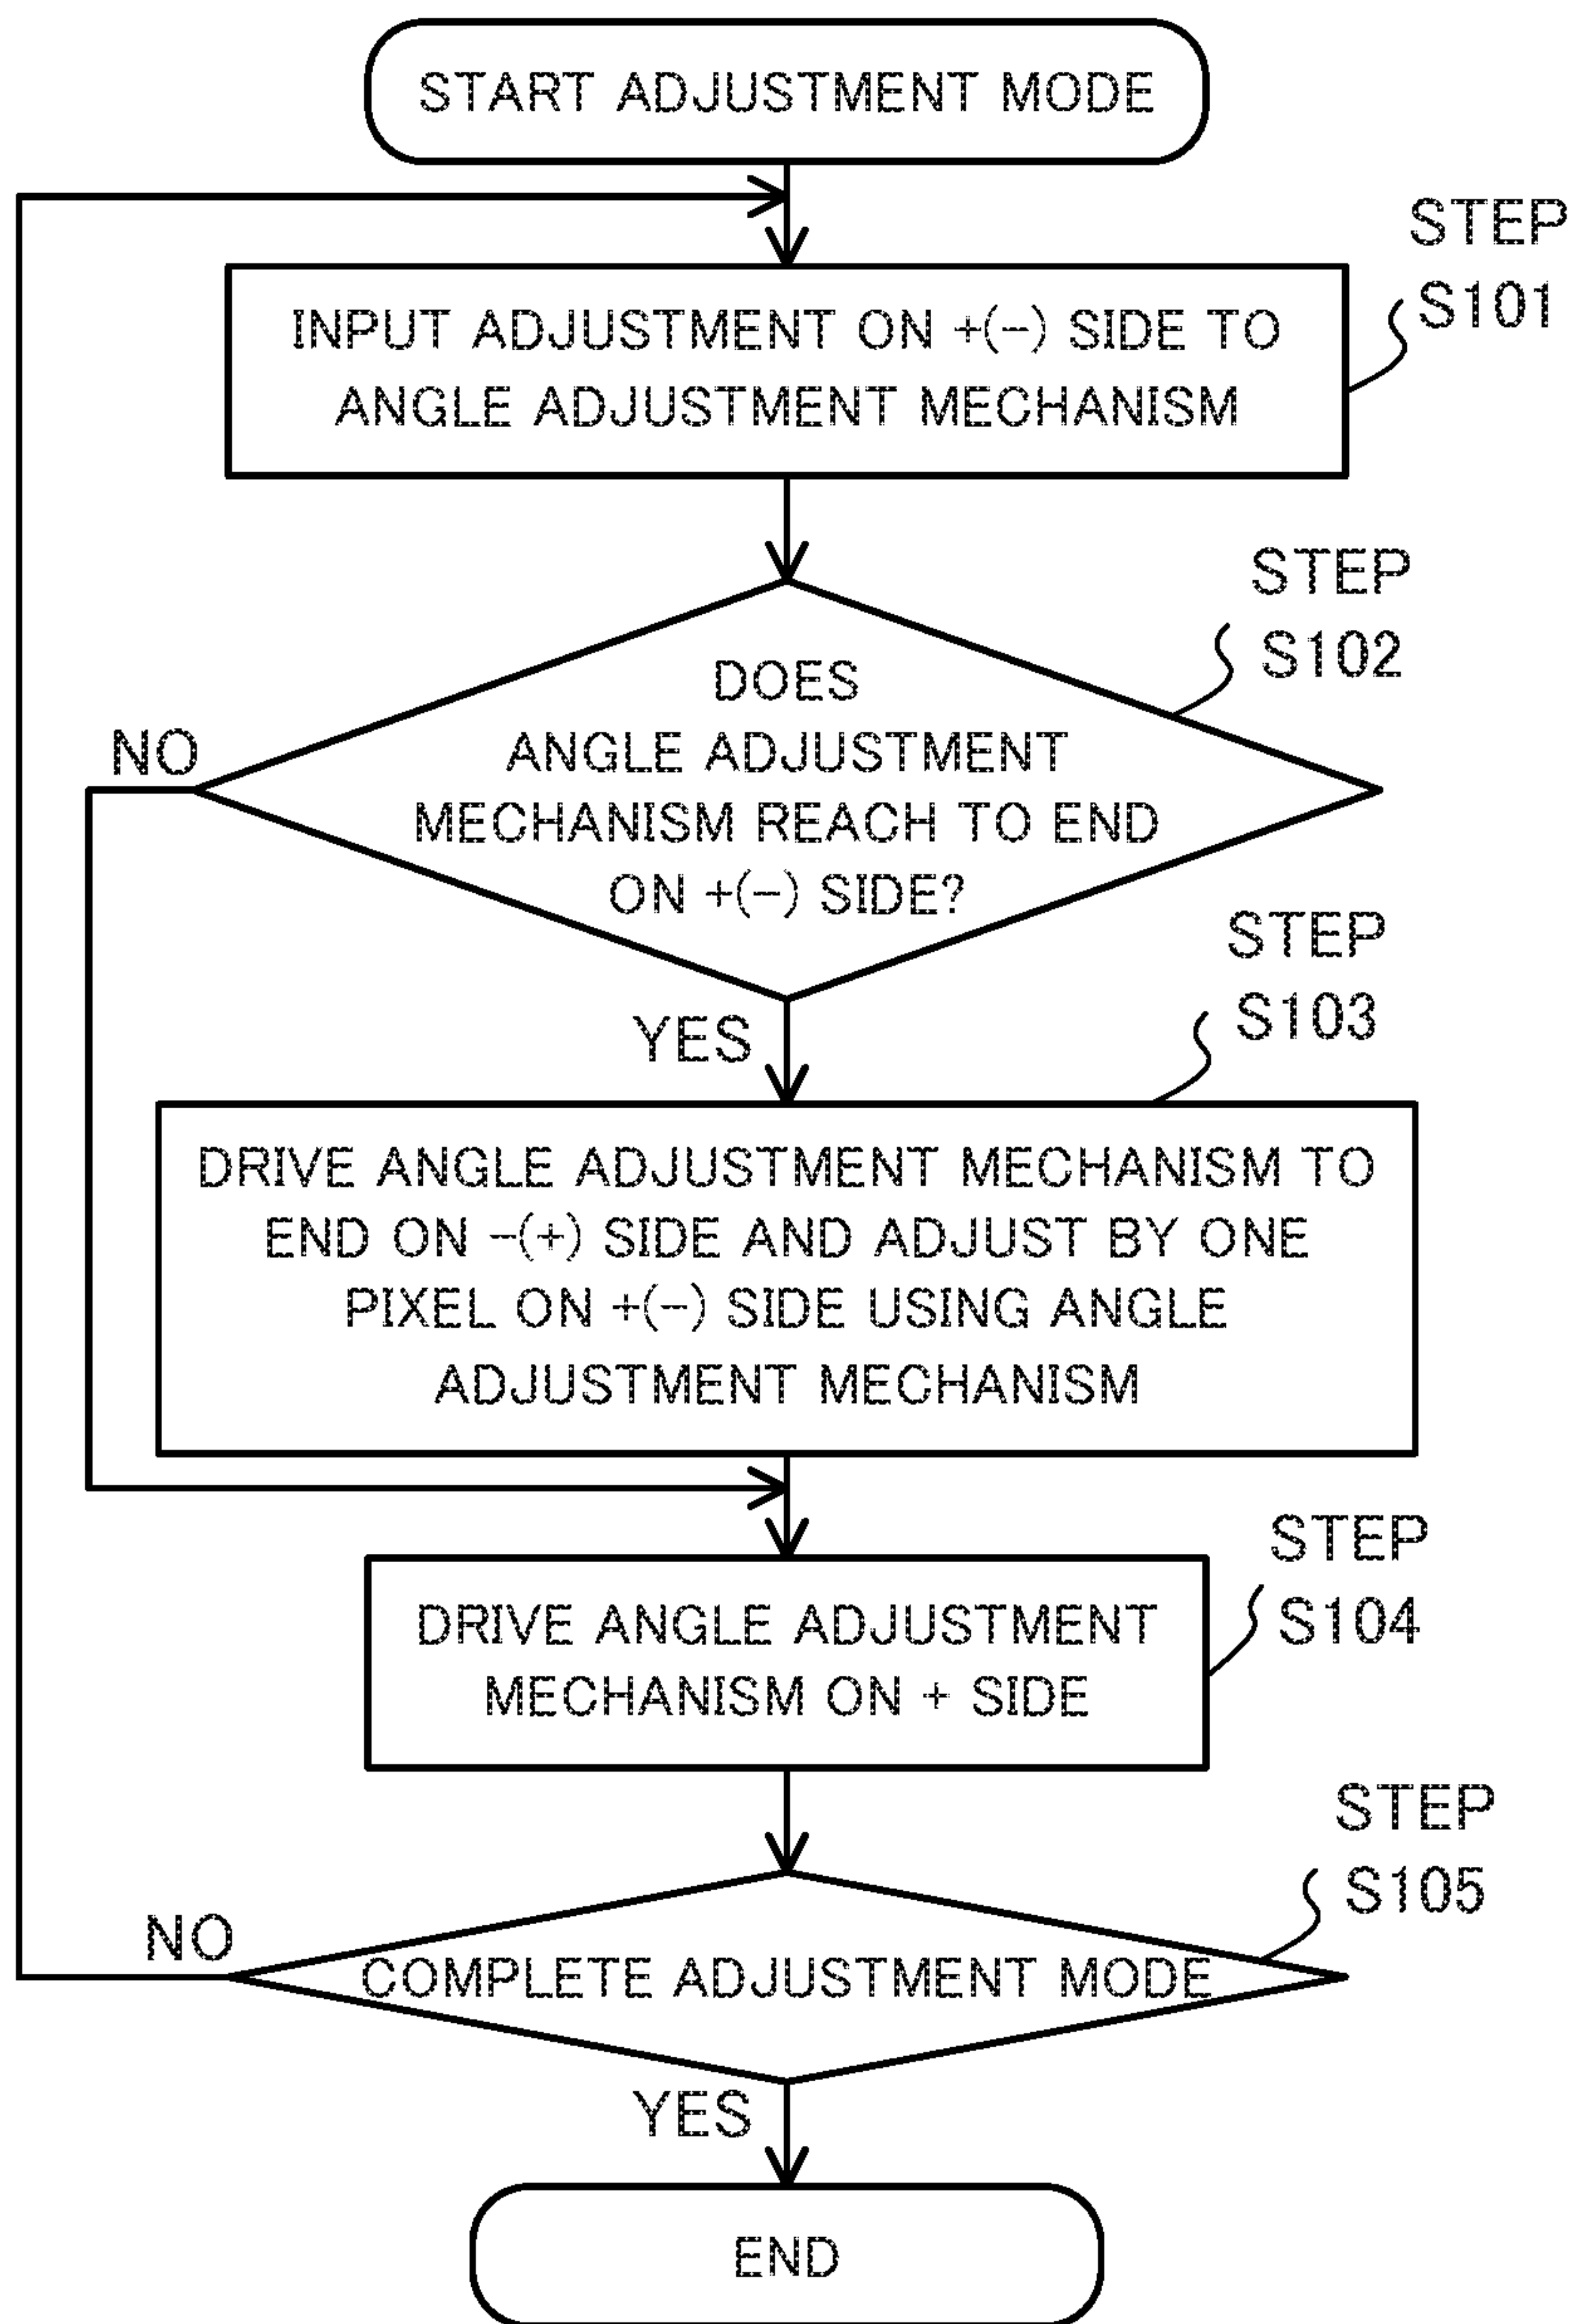 START ADJUSTMENT MODE
STEP
S101
INPUT ADJUSTMENT ON +(-) SIDE TO
ANGLE ADJUSTMENT MECHANISM
STEP
S102
DOES
ANGLE ADJUSTMENT
MECHANISM REACH TO END
ON +(-) SIDE?
NO
YES
STEP
S103
DRIVE ANGLE ADJUSTMENT MECHANISM TO
END ON -(+) SIDE AND ADJUST BY ONE
PIXEL ON +(-) SIDE USING ANGLE
ADJUSTMENT MECHANISM
STEP
S104
DRIVE ANGLE ADJUSTMENT
MECHANISM ON + SIDE
STEP
S105
NO
COMPLETE ADJUSTMENT MODE
YES
END